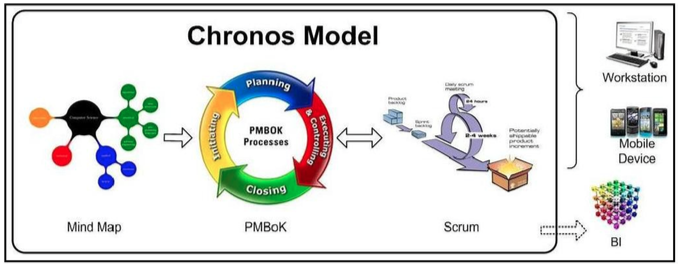 Chronos Model
Planning
Executing
& Controlling
Closing
Initiating
PMBOK
Processes
Product
backlog
Sprint
backlog
Daily scrum
meeting
24 hours
2-4 weeks
Potentially
shippable
product
increment
Mind Map
PMBoK
Scrum
Workstation
Mobile
Device
BI